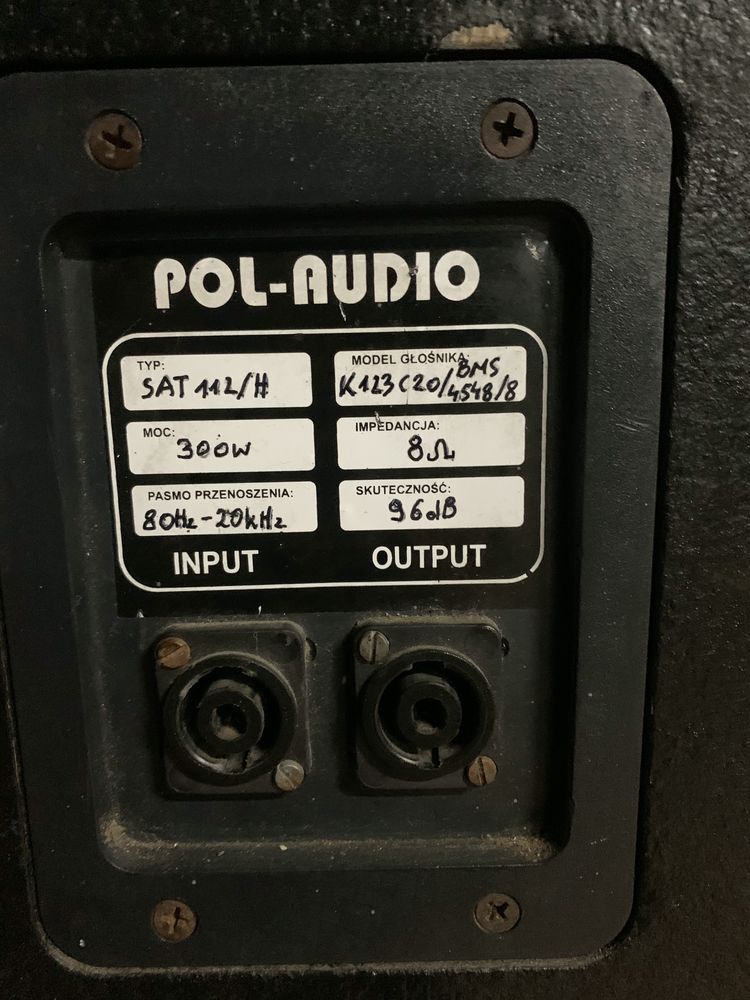 POL-AUDIO
TYP:
SAT 112/H
MODEL GŁOŚNIKA:
K123C20/BMS
4548/8
MOC:
300W
IMPEDANCJA:
8Ω
PASMO PRZENOSZENIA:
80Hz-20kHz
SKUTECZNOŚĆ:
96dB
INPUT
OUTPUT